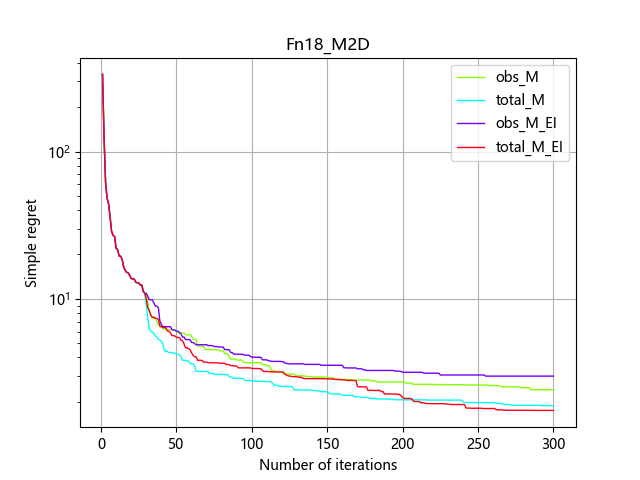 Fn18_M2D
obs_M
total_M
obs_M_EI
total_M_EI
Simple regret
10²
10¹
0 50 100 150 200 250 300
Number of iterations